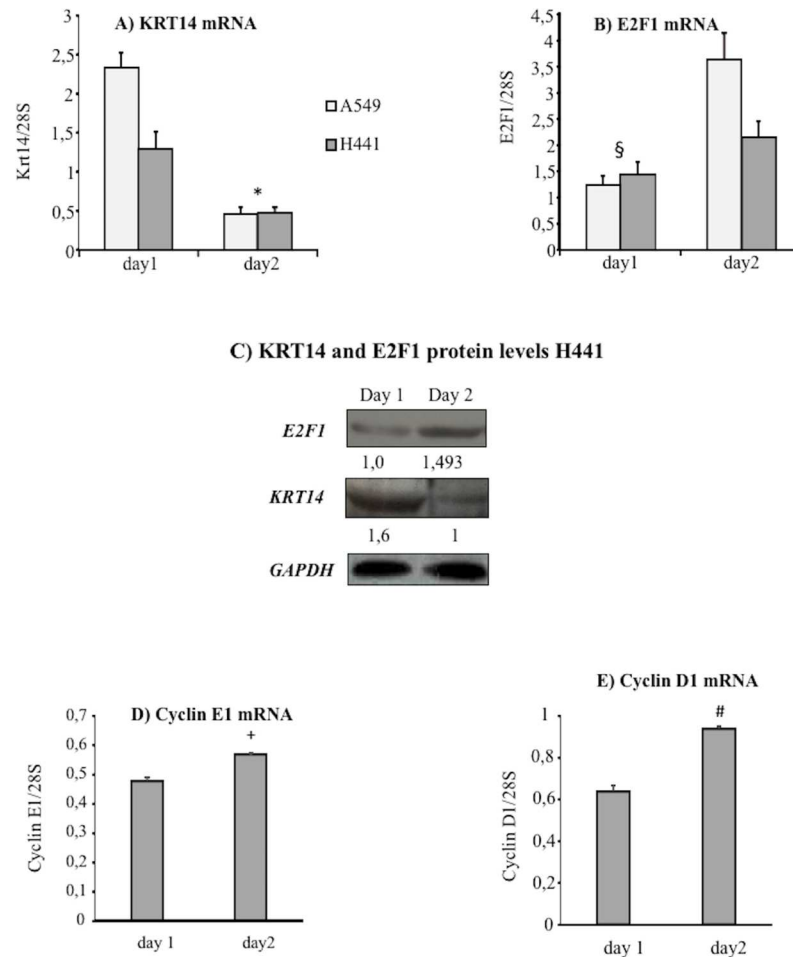 A) KRT14 mRNA
Krt14/28S
3
2,5
2
1,5
1
0,5
0
*
day1
day2
A549
H441
B) E2F1 mRNA
E2F1/28S
4,5
4
3,5
3
2,5
2
1,5
1
0,5
0
§
day1
day2
C) KRT14 and E2F1 protein levels H441
Day 1 Day 2
E2F1
1,0 1,493
KRT14
1,6 1
GAPDH
D) Cyclin E1 mRNA
Cyclin E1/28S
0,7
0,6
0,5
0,4
0,3
0,2
0,1
0
+
day 1
day2
E) Cyclin D1 mRNA
Cyclin D1/28S
1
0,8
0,6
0,4
0,2
0
#
day 1
day2